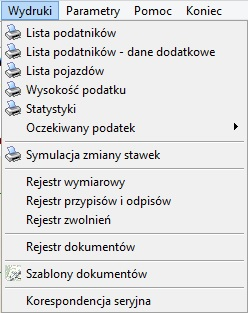 Wydruki Parametry Pomoc Koniec
Lista podatników
Lista podatników - dane dodatkowe
Lista pojazdów
Wysokość podatku
Statystyki
Oczekiwany podatek
Symulacja zmiany stawek
Rejestr wymiarowy
Rejestr przypisów i odpisów
Rejestr zwolnień
Rejestr dokumentów
Szablony dokumentów
Korespondencja seryjna